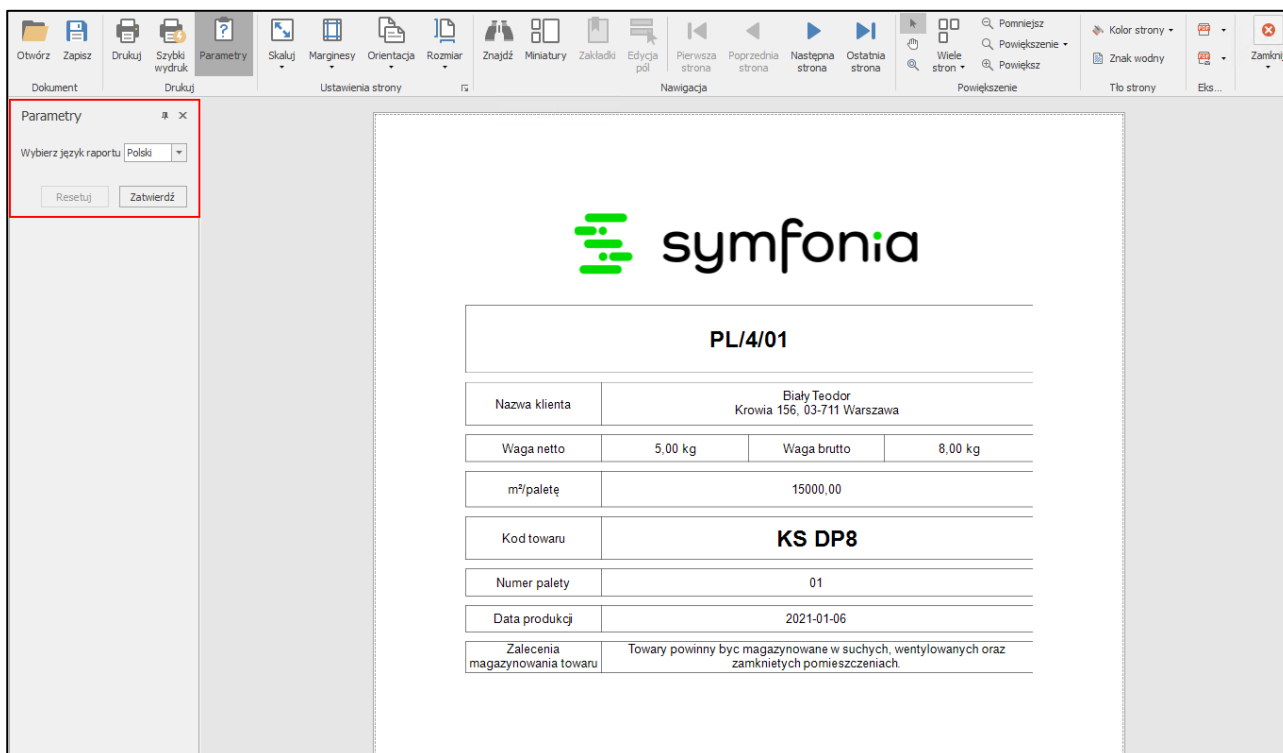 Otwórz Zapisz Drukuj Szybki wydruk Parametry Skaluj Marginesy Orientacja Rozmiar Znajdź Miniatury Zakładki Edycja pól Pierwsza strona Poprzednia strona Następna strona Ostatnia strona Wiele stron Pomniejsz
Powiększenie
Powiększ
Kolor strony
Znak wodny
Zamknij
Dokument Drukuj Ustawienia strony Nawigacja Powiększenie Tło strony Eks...
Parametry
Wybierz język raportu Polski
Resetuj Zatwierdź
symfonia
PL/4/01
Nazwa klienta
Biały Teodor
Krowia 156, 03-711 Warszawa
Waga netto 5,00 kg Waga brutto 8,00 kg
m²/paletę 15000,00
Kod towaru KS DP8
Numer palety 01
Data produkcji 2021-01-06
Zalecenia
magazynowania towaru
Towary powinny byc magazynowane w suchych, wentylowanych oraz
zamknietych pomieszczeniach.